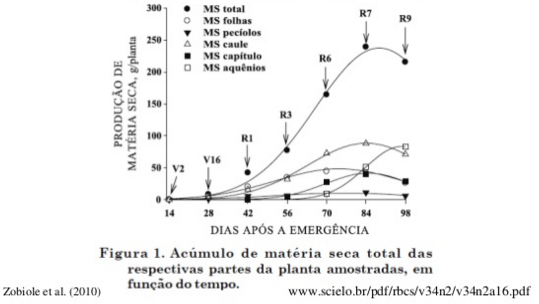 300
250
200
150
100
50
0
PRODUÇÃO DE
MATÉRIA SECA, g/planta
MS total
MS folhas
MS pecíolos
MS caule
MS capítulo
MS aquênios
V2
V16
R1
R3
R6
R7
R9
14 28 42 56 70 84 98
DIAS APÓS A EMERGÊNCIA
Figura 1. Acúmulo de matéria seca total das
respectivas partes da planta amostradas, em
função do tempo.
Zobiole et al. (2010) www.scielo.br/pdf/rbcs/v34n2/v34n2a16.pdf